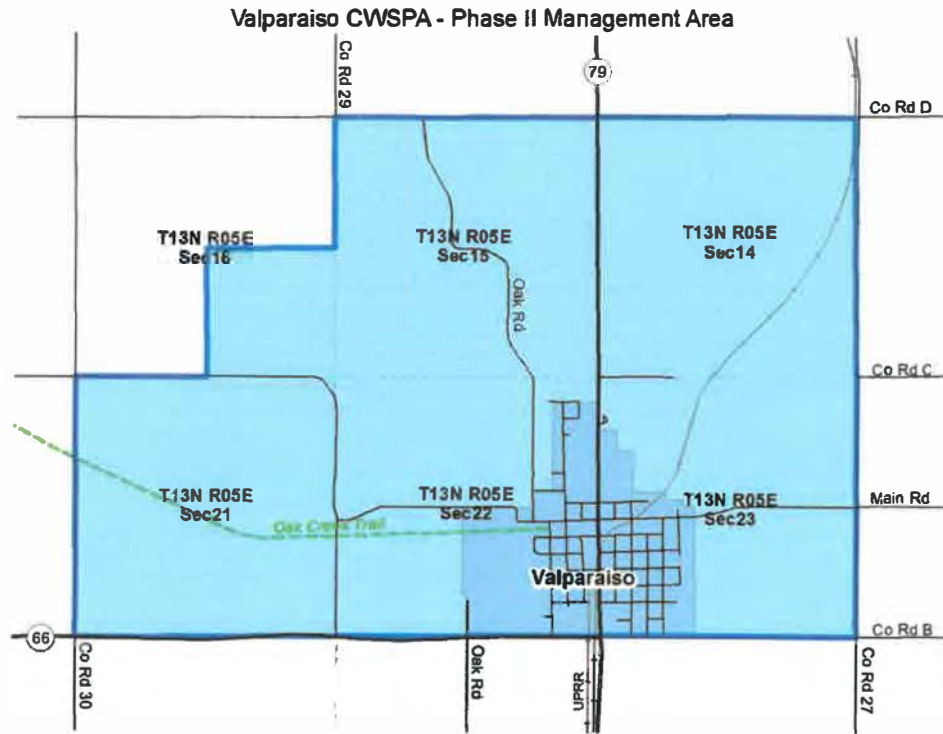 Valparaiso CWSPA - Phase II Management Area
Co Rd 29
79
Co Rd D
T13N R05E
Sec16
T13N R05E
Sec15
T13N R05E
Sec14
Oak Rd
Co Rd C
T13N R05E
Sec21
T13N R05E
Sec22
T13N R05E
Sec23
Main Rd
Oak Creek Trail
Valparaiso
66
Co Rd B
Co Rd 30
Oak Rd
UPRR
Co Rd 27